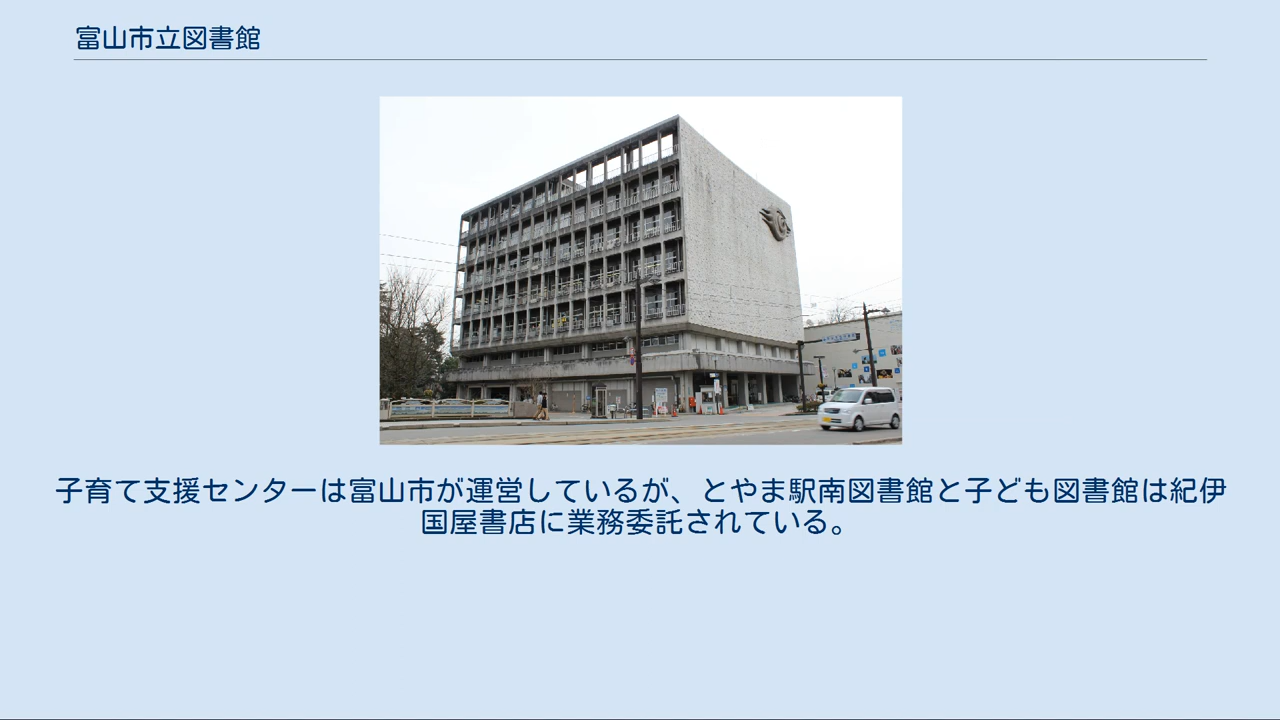 富山市立図書館
子育て支援センターは富山市が運営しているが、とやま駅南図書館と子ども図書館は紀伊
国屋書店に業務委託されている。